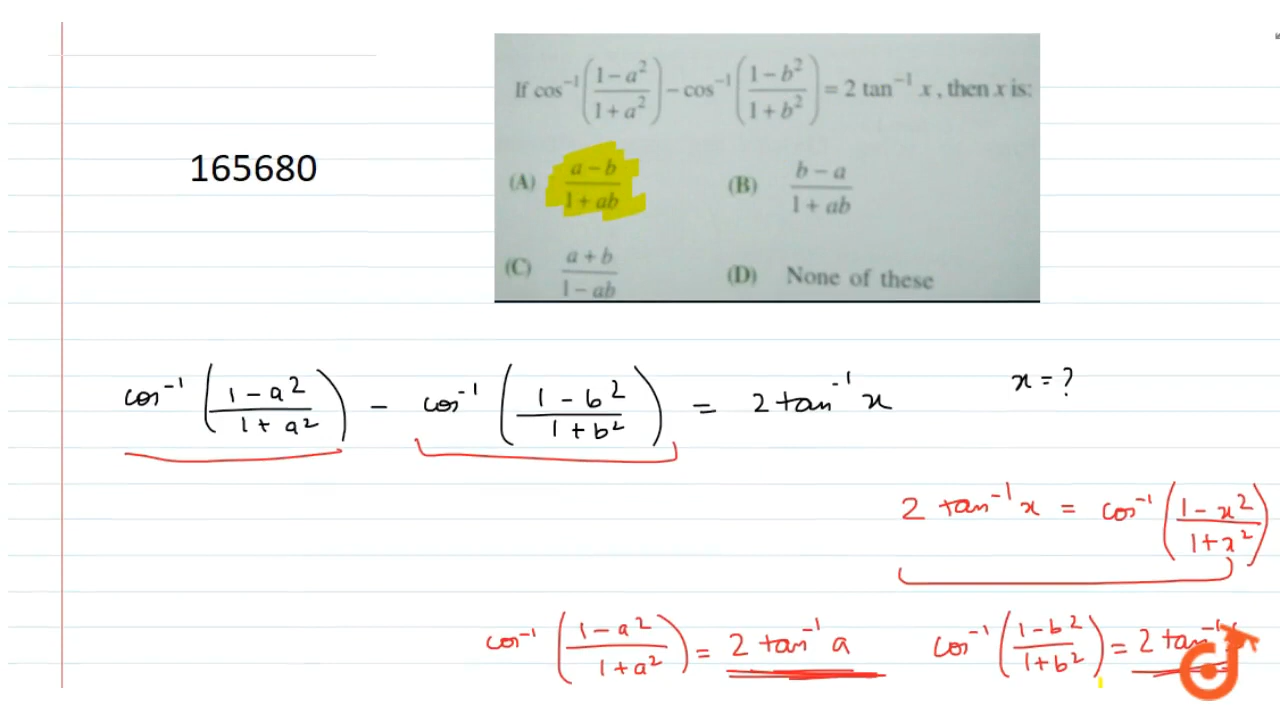 If cos⁻¹((1−a²)/(1+a²)) − cos⁻¹((1−b²)/(1+b²)) = 2 tan⁻¹ x, then x is:
165680
(A) (a − b)/(1 + ab) (B) (b − a)/(1 + ab)
(C) (a + b)/(1 − ab) (D) None of these
cos⁻¹((1−a²)/(1+a²)) − cos⁻¹((1−b²)/(1+b²)) = 2 tan⁻¹ x x = ?
2 tan⁻¹ x = cos⁻¹((1−x²)/(1+x²))
cos⁻¹((1−a²)/(1+a²)) = 2 tan⁻¹ a cos⁻¹((1−b²)/(1+b²)) = 2 tan⁻¹